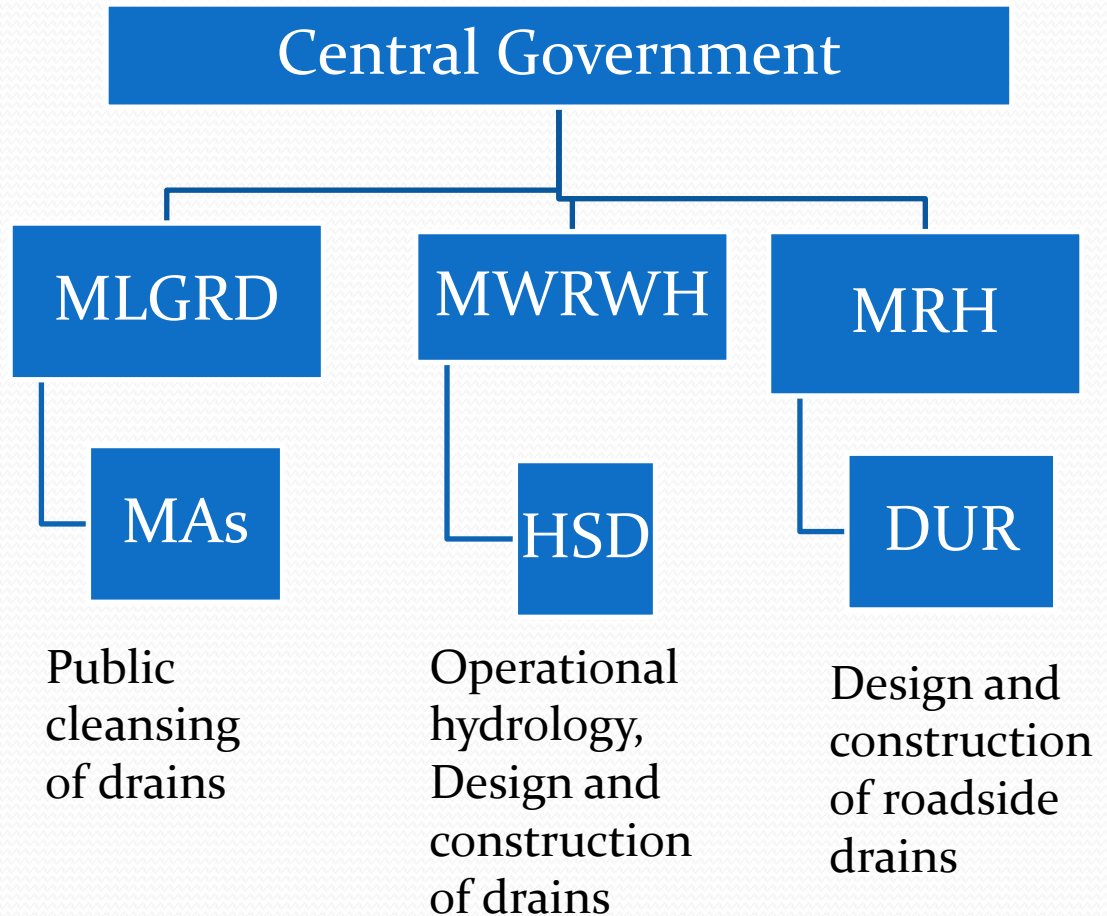 Central Government
MLGRD
MWRWH
MRH
MAs
HSD
DUR
Public
cleansing
of drains
Operational
hydrology,
Design and
construction
of drains
Design and
construction
of roadside
drains